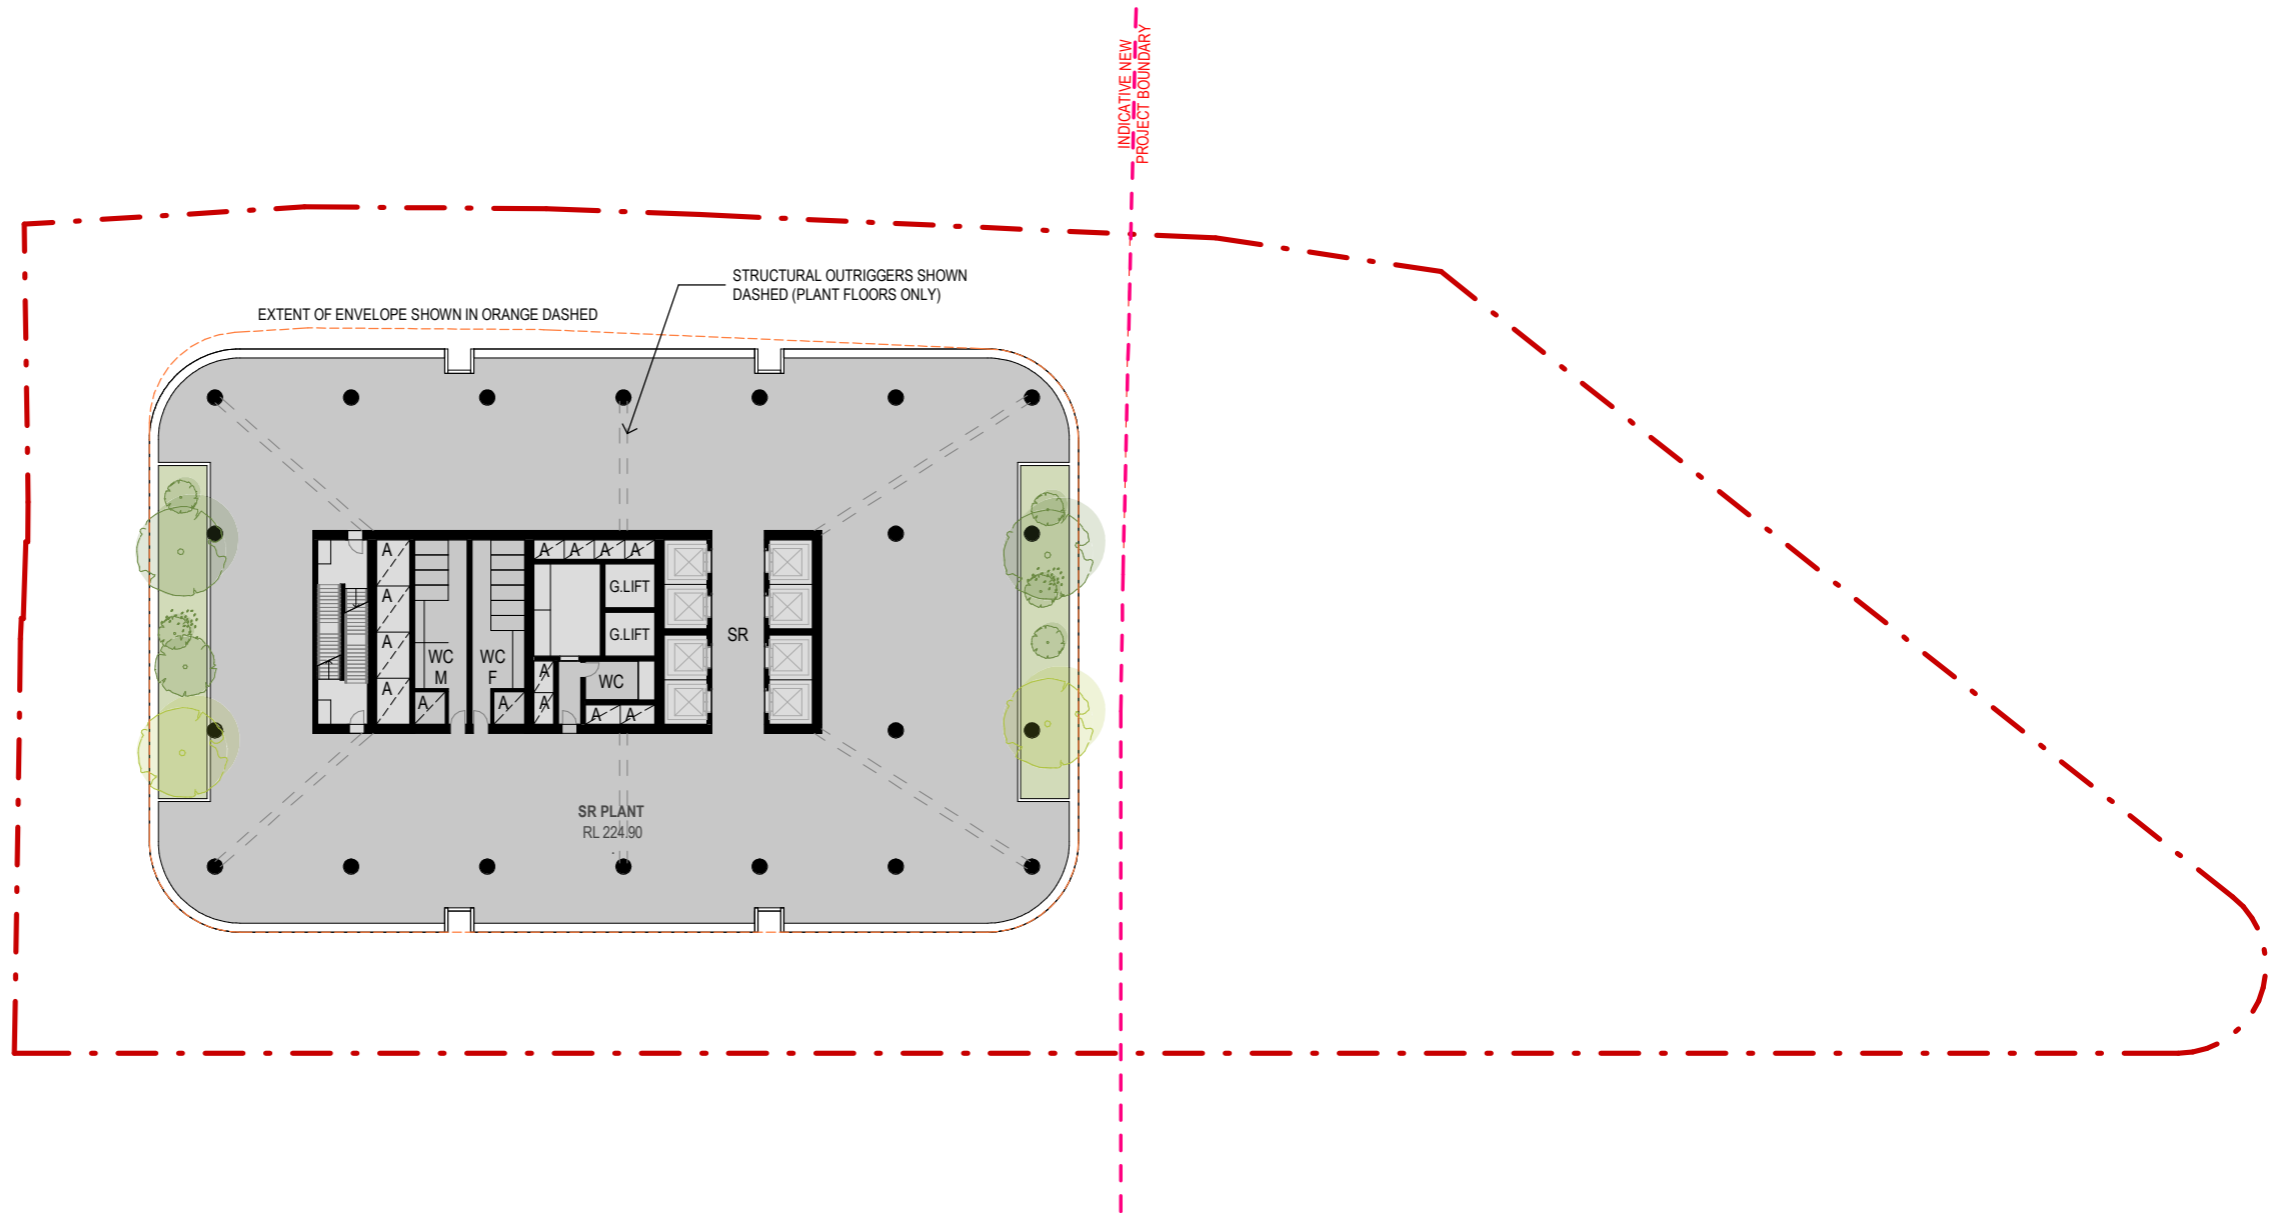 INDICATIVE NEW
PROJECT BOUNDARY
STRUCTURAL OUTRIGGERS SHOWN
DASHED (PLANT FLOORS ONLY)
EXTENT OF ENVELOPE SHOWN IN ORANGE DASHED
A
A A A A
G.LIFT
A
G.LIFT
SR
A
WC
M
WC
F
A
WC
A
A
A
A
A A
SR PLANT
RL 224.90